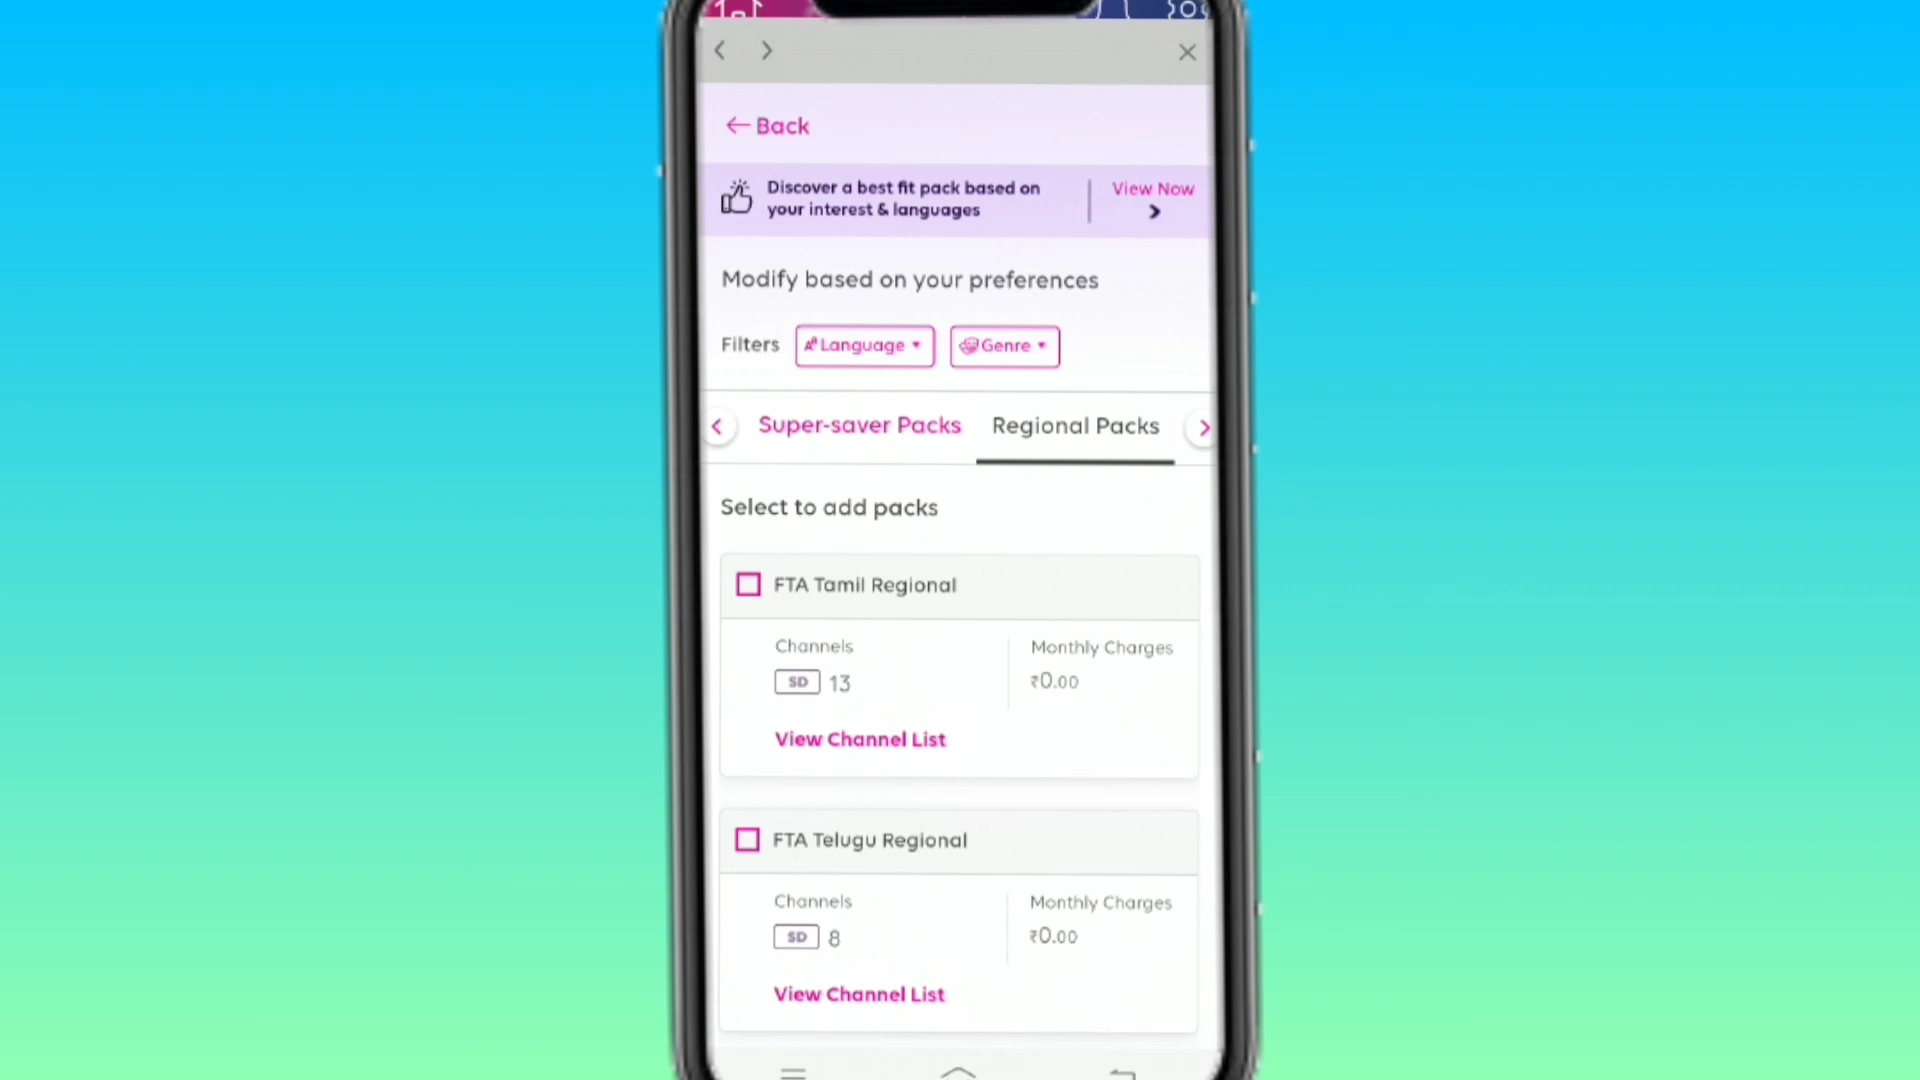 Back
Discover a best fit pack based on
your interest & languages
View Now
Modify based on your preferences
Filters
Language
Genre
Super-saver Packs
Regional Packs
Select to add packs
FTA Tamil Regional
Channels
Monthly Charges
SD 13
₹0.00
View Channel List
FTA Telugu Regional
Channels
Monthly Charges
SD 8
₹0.00
View Channel List